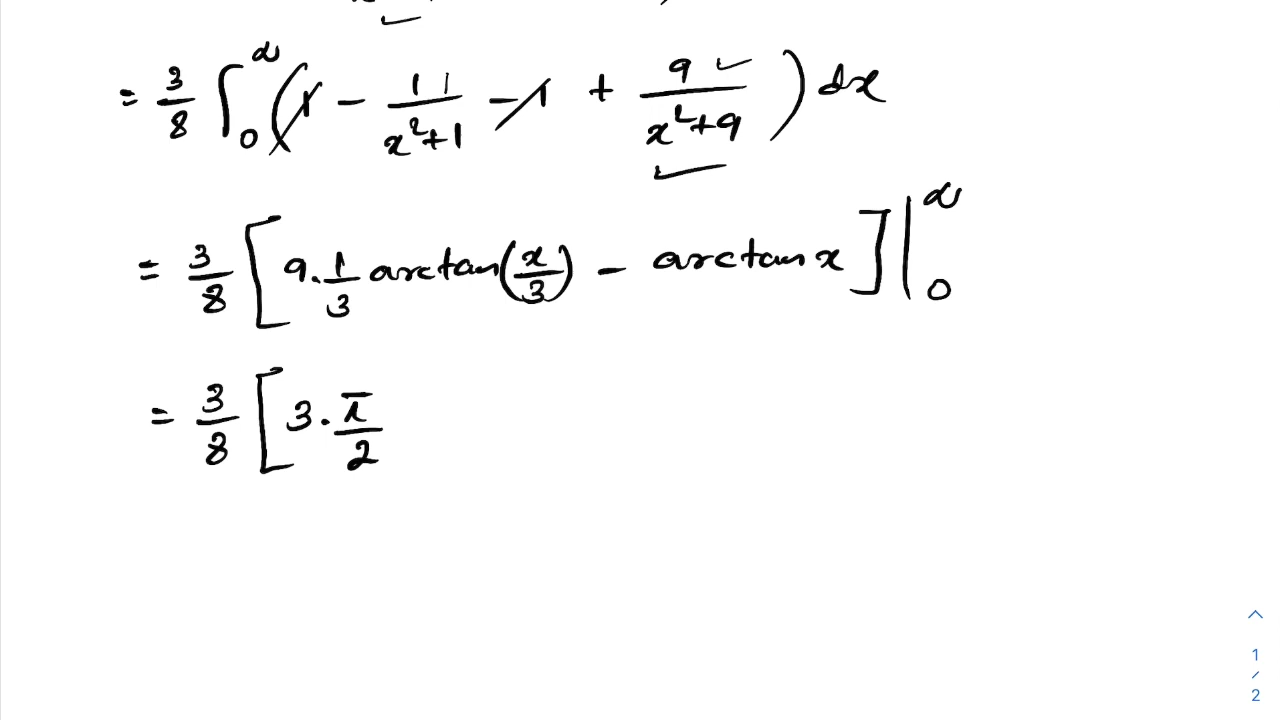 = 3/8 ∫₀^∞ (1 − 11/(x²+1) − 1 + 9/(x²+9)) dx
= 3/8 [9·1/3 arctan(x/3) − arctan x]|₀^∞
= 3/8 [3·π/2
1
/
2